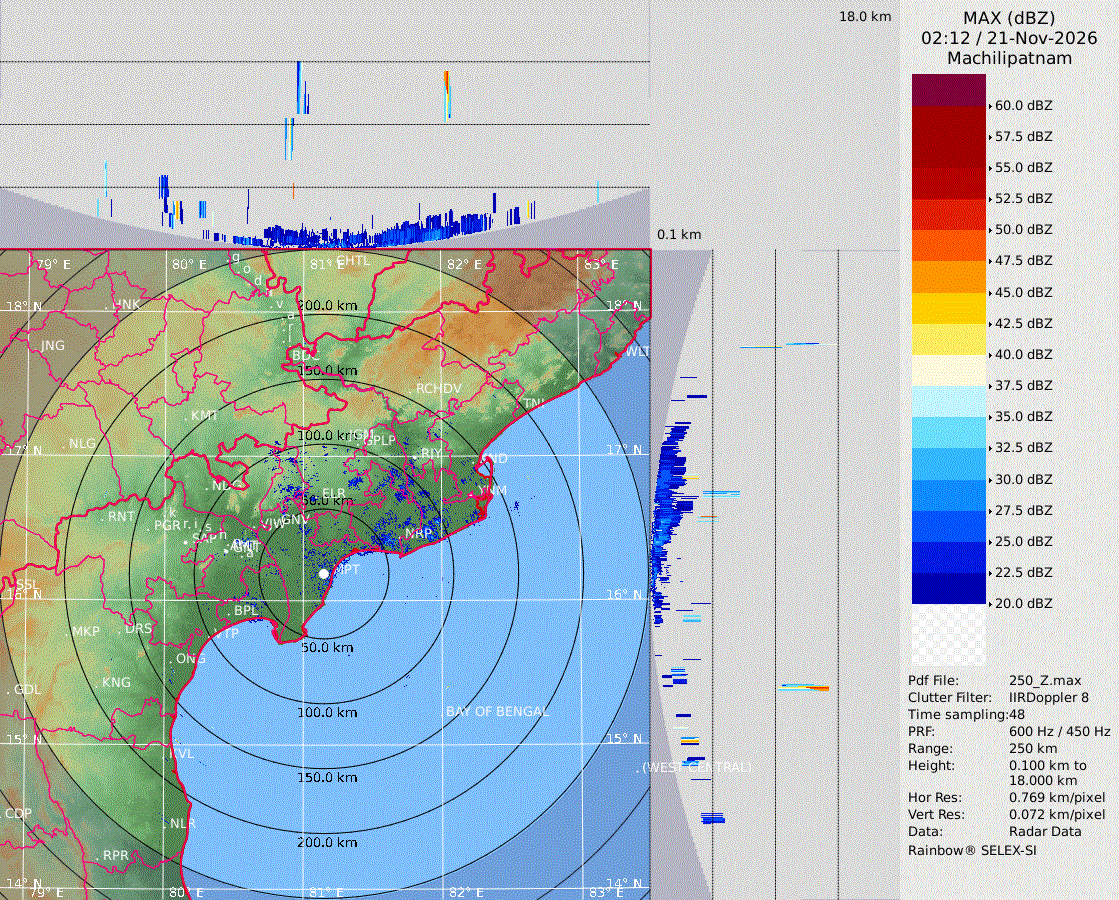 18.0 km
0.1 km
MAX (dBZ)
02:12 / 21-Nov-2026
Machilipatnam
60.0 dBZ
57.5 dBZ
55.0 dBZ
52.5 dBZ
50.0 dBZ
47.5 dBZ
45.0 dBZ
42.5 dBZ
40.0 dBZ
37.5 dBZ
35.0 dBZ
32.5 dBZ
30.0 dBZ
27.5 dBZ
25.0 dBZ
22.5 dBZ
20.0 dBZ
Pdf File: 250_Z.max
Clutter Filter: IIRDoppler 8
Time sampling:48
PRF: 600 Hz / 450 Hz
Range: 250 km
Height: 0.100 km to
18.000 km
Hor Res: 0.769 km/pixel
Vert Res: 0.072 km/pixel
Data: Radar Data
Rainbow® SELEX-SI
79° E
80° E
81° E
CHTL
82° E
83° E
18° N
HNK
200.0 km
18° N
JNG
WLT
150.0 km
RCHDV
KMT
NLG
100.0 km
GPLP
17° N
RJY
17° N
ELR
50.0 km
RNT
PGR
VJW
GNV
NRP
MPT
SSL
16° N
16° N
BPL
MKP
DRS
50.0 km
ONG
KNG
GDL
100.0 km
BAY OF BENGAL
15° N
15° N
KVL
(WEST CENTRAL)
150.0 km
CDP
NLR
200.0 km
RPR
14° N
14° N
79° E
80° E
81° E
82° E
83° E